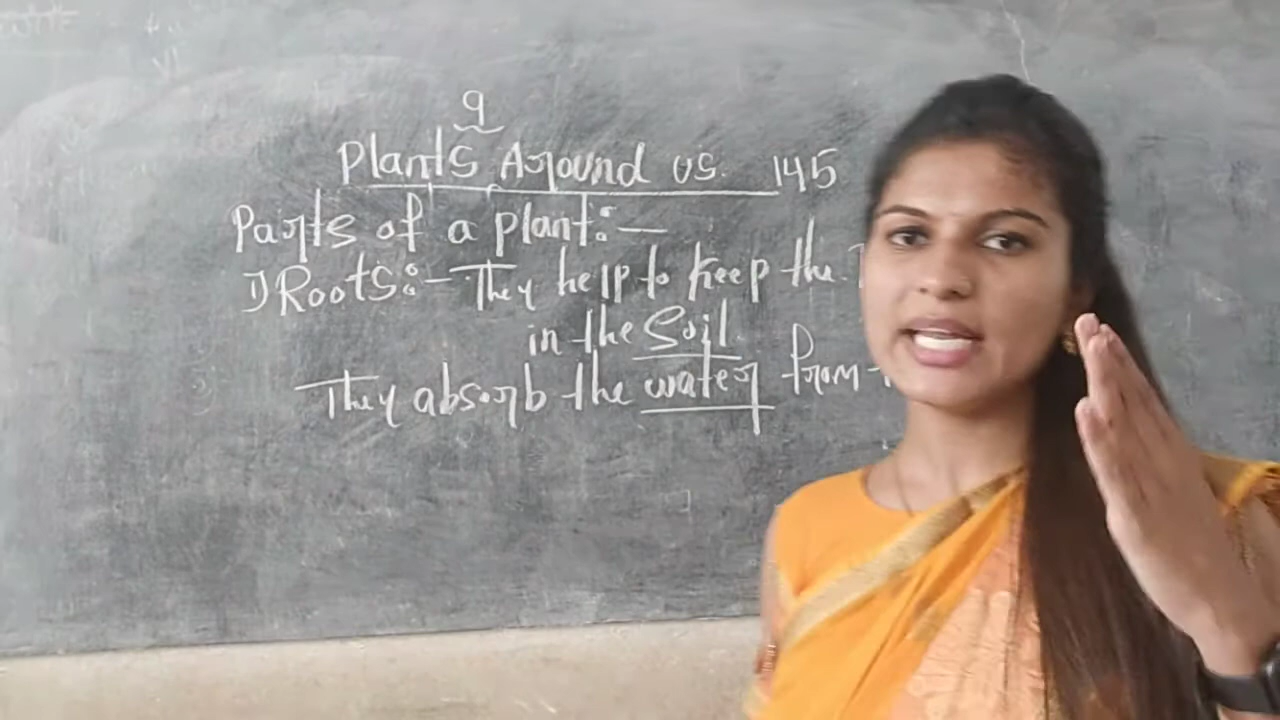 9
Plants Around us. 145
Parts of a plant:—
1) Roots:- They help to keep the
in the Soil.
They absorb the water from